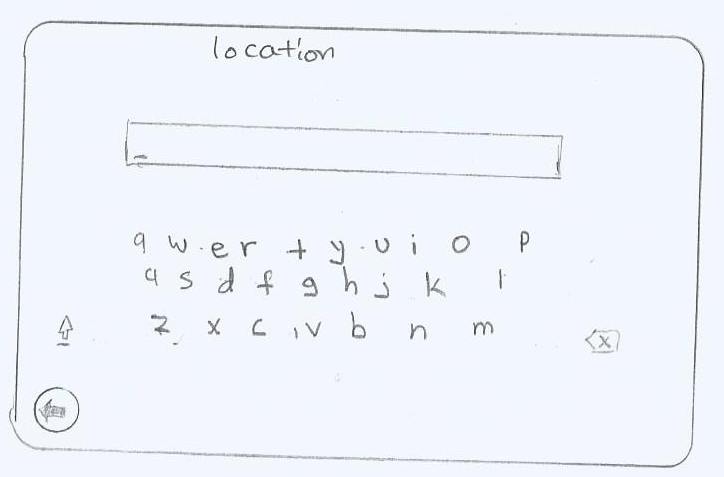 location
q w e r t y u i o p
a s d f g h j k l
z x c v b n m
x